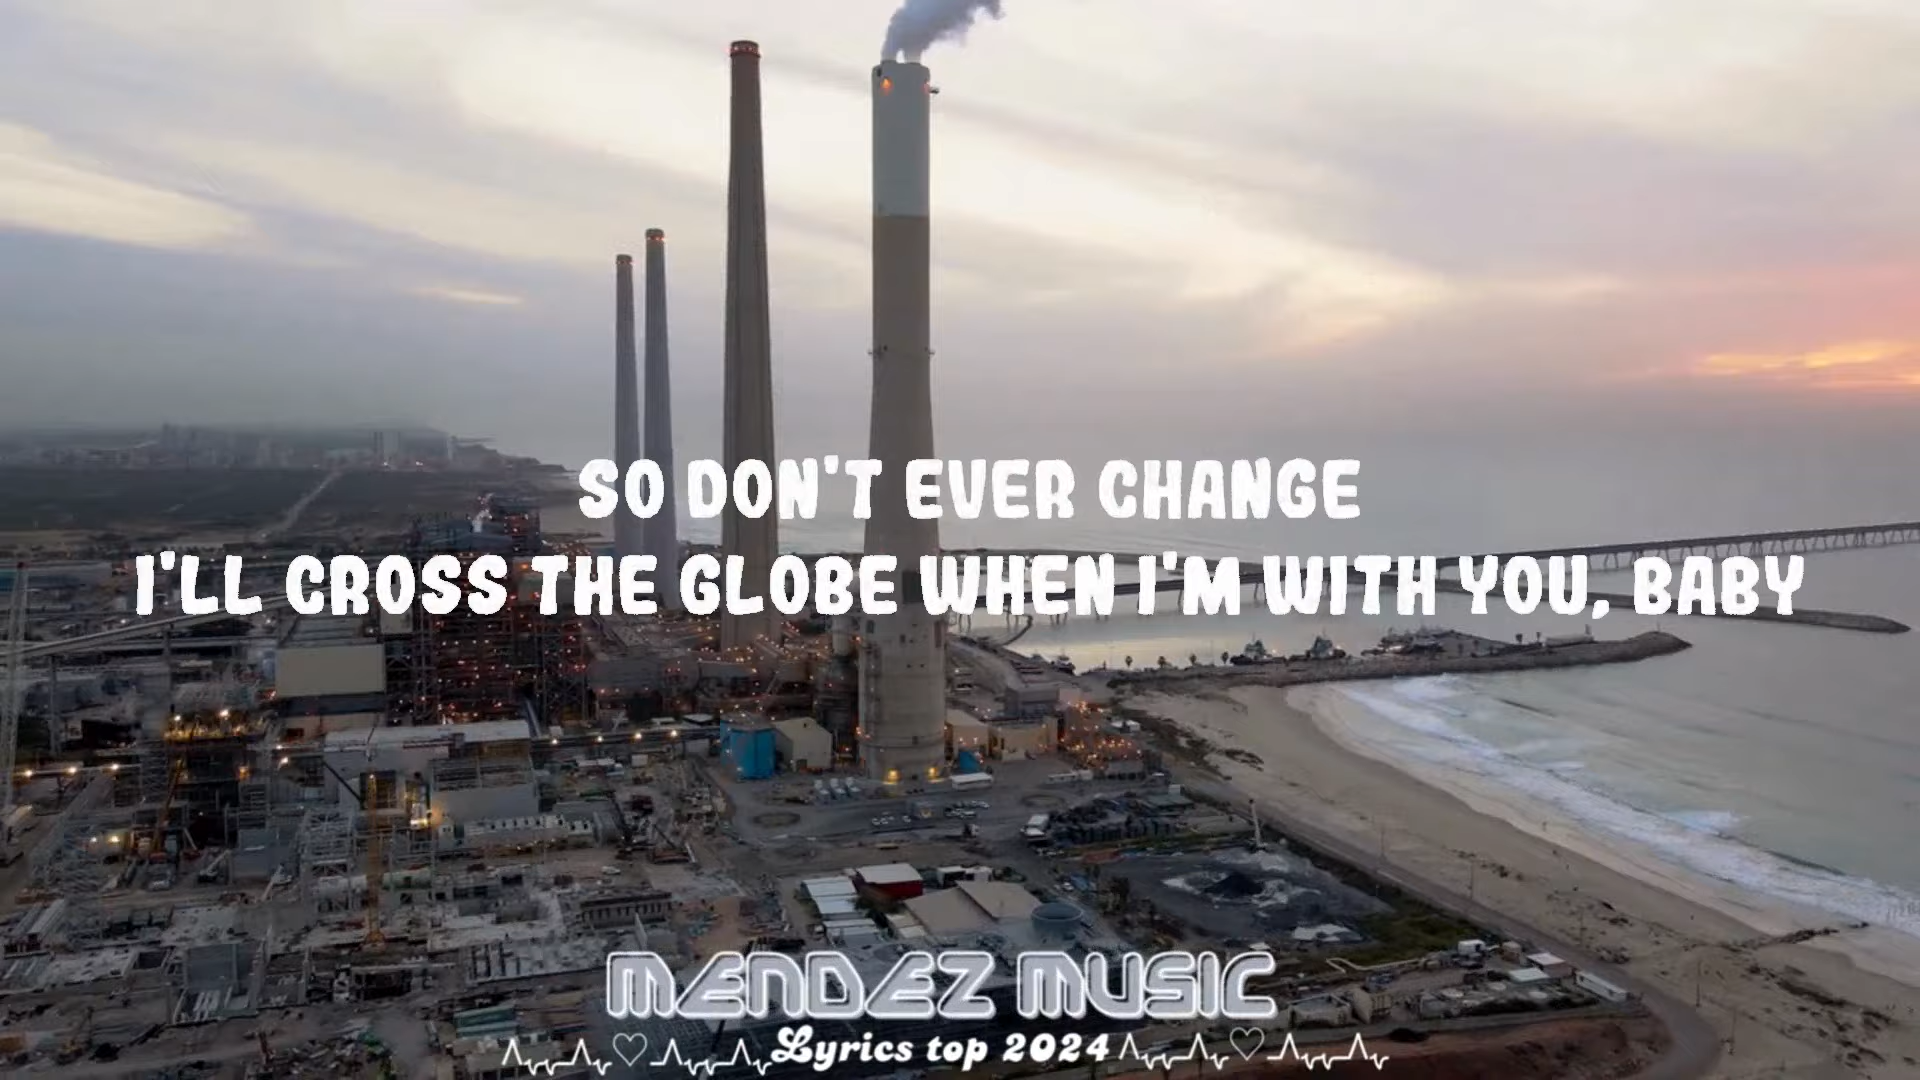 SO DON'T EVER CHANGE
I'LL CROSS THE GLOBE WHEN I'M WITH YOU, BABY
MENDEZ MUSIC
Lyrics top 2024